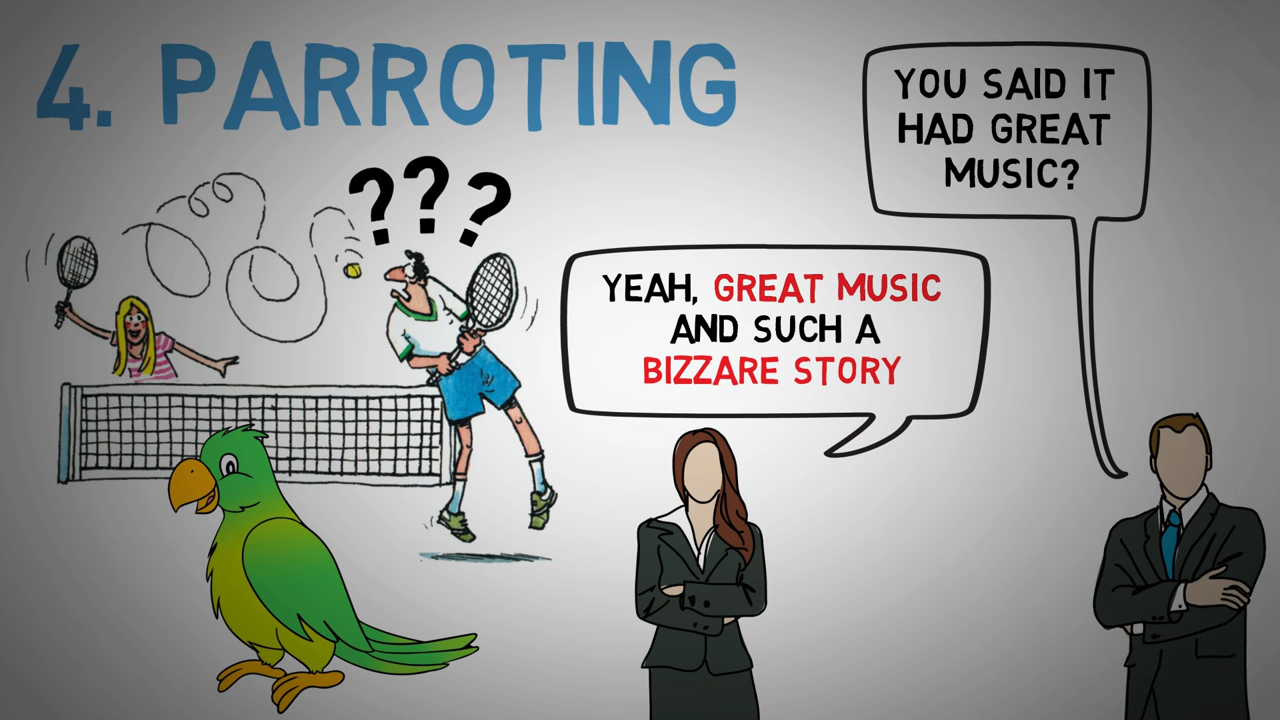 4. PARROTING
???
YOU SAID IT
HAD GREAT
MUSIC?
YEAH, GREAT MUSIC
AND SUCH A
BIZZARE STORY